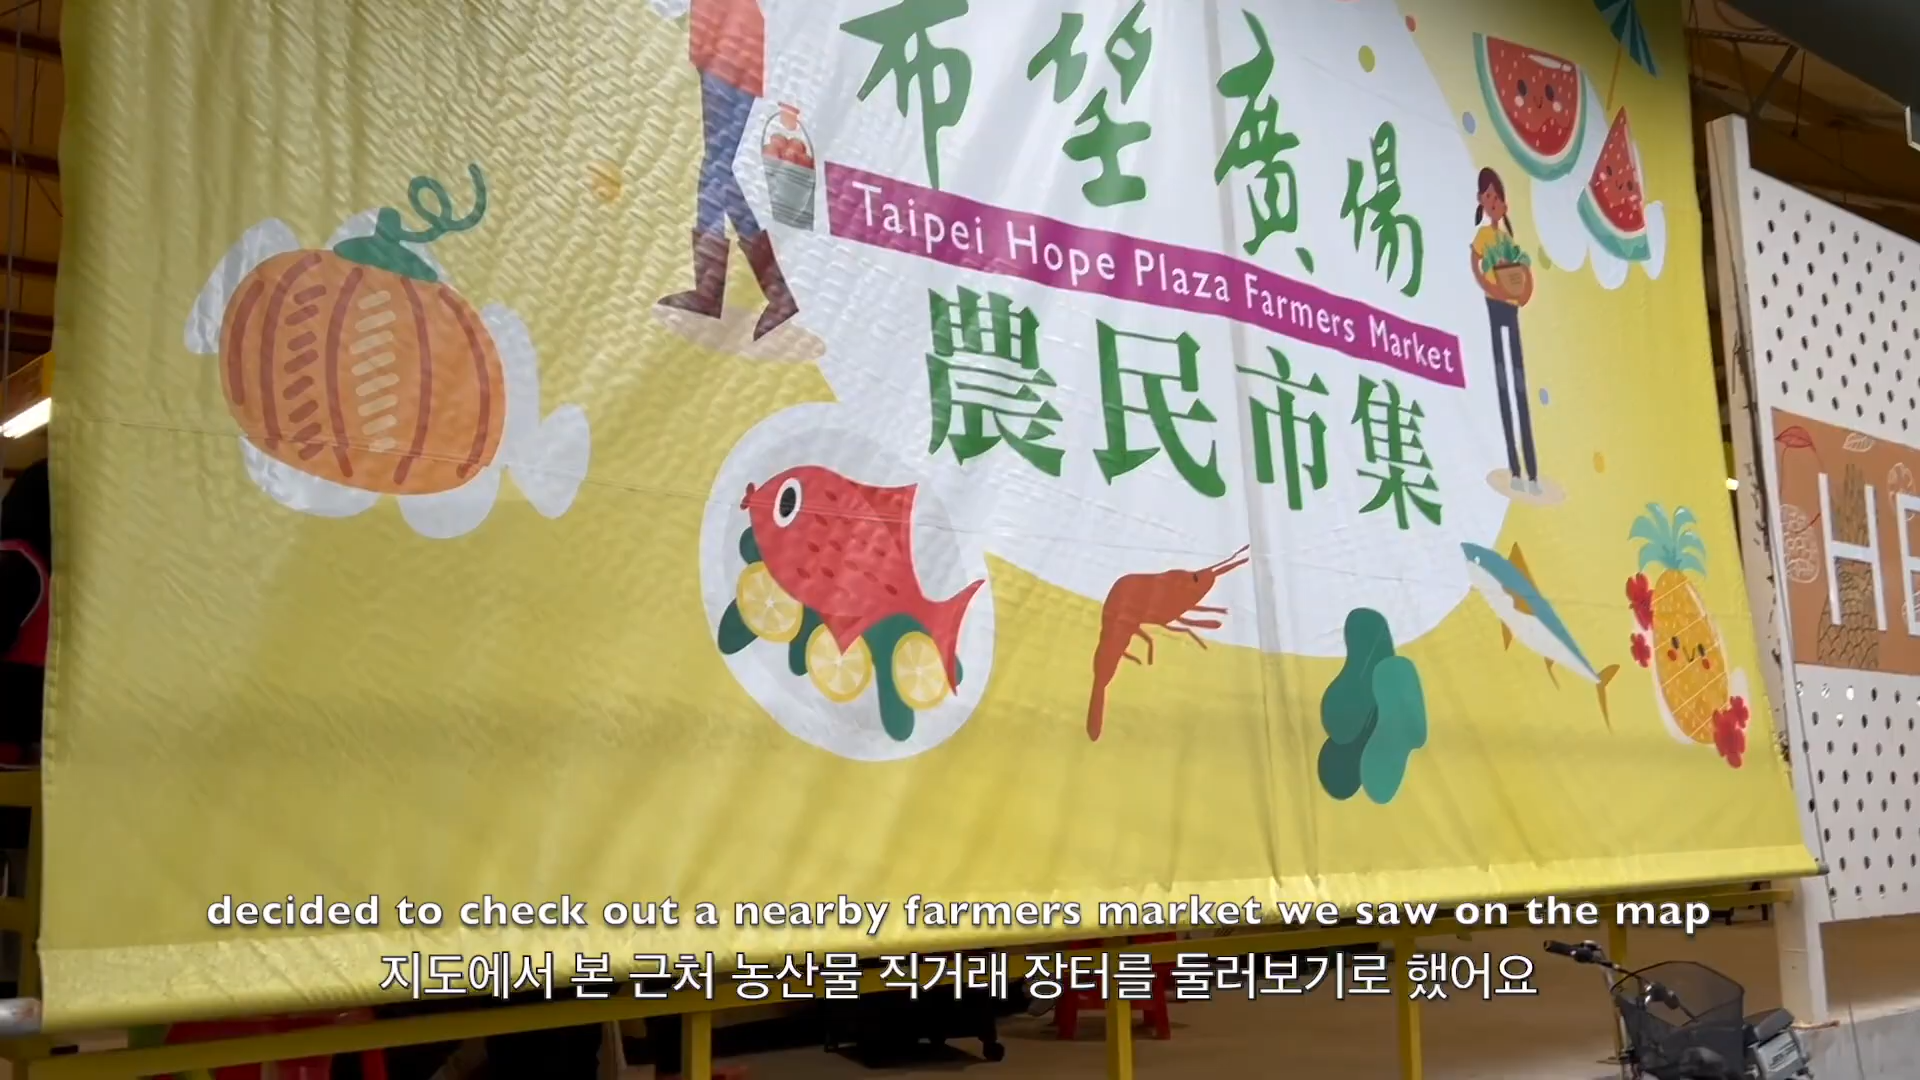 希望廣場
Taipei Hope Plaza Farmers Market
農民市集
HE
decided to check out a nearby farmers market we saw on the map
지도에서 본 근처 농산물 직거래 장터를 둘러보기로 했어요